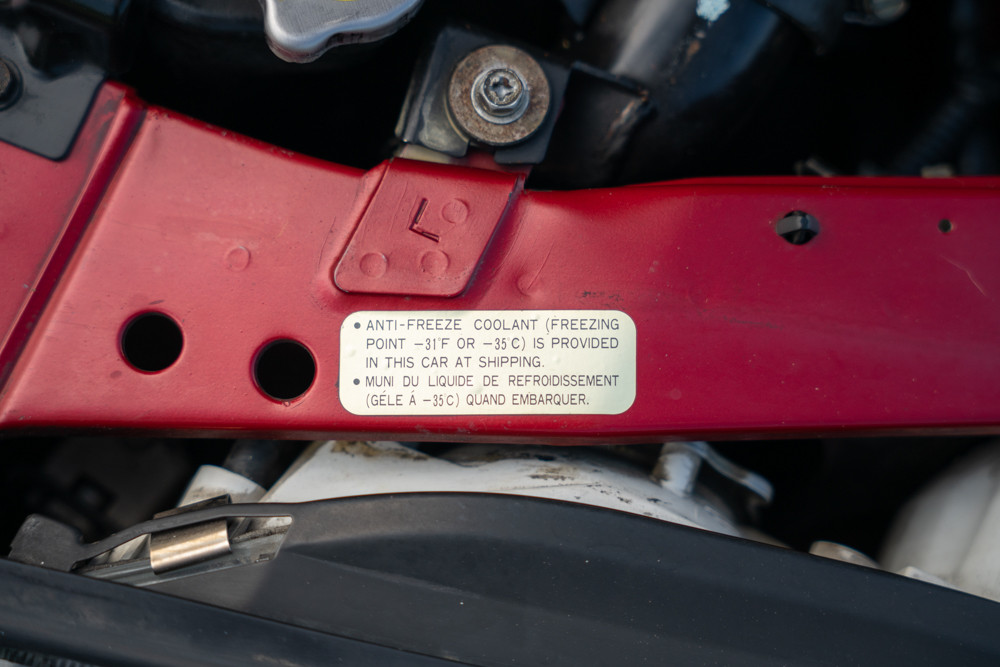 L
• ANTI-FREEZE COOLANT (FREEZING
POINT -31°F OR -35°C) IS PROVIDED
IN THIS CAR AT SHIPPING.
• MUNI DU LIQUIDE DE REFROIDISSEMENT
(GÉLE Á -35°C) QUAND EMBARQUER.